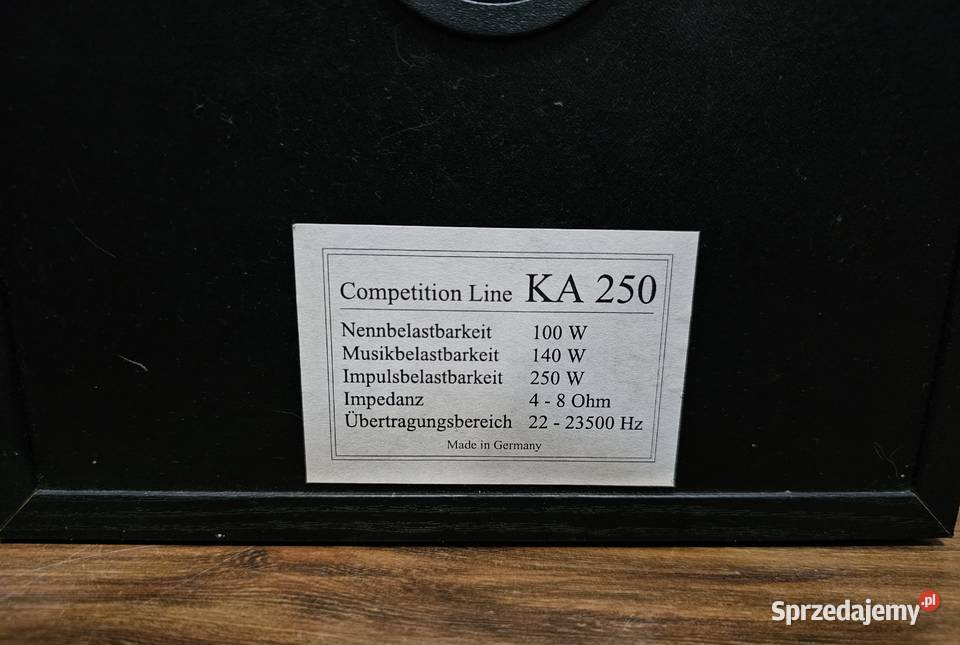 Competition Line KA 250
Nennbelastbarkeit 100 W
Musikbelastbarkeit 140 W
Impulsbelastbarkeit 250 W
Impedanz 4 - 8 Ohm
Übertragungsbereich 22 - 23500 Hz
Made in Germany
Sprzedajemy.pl